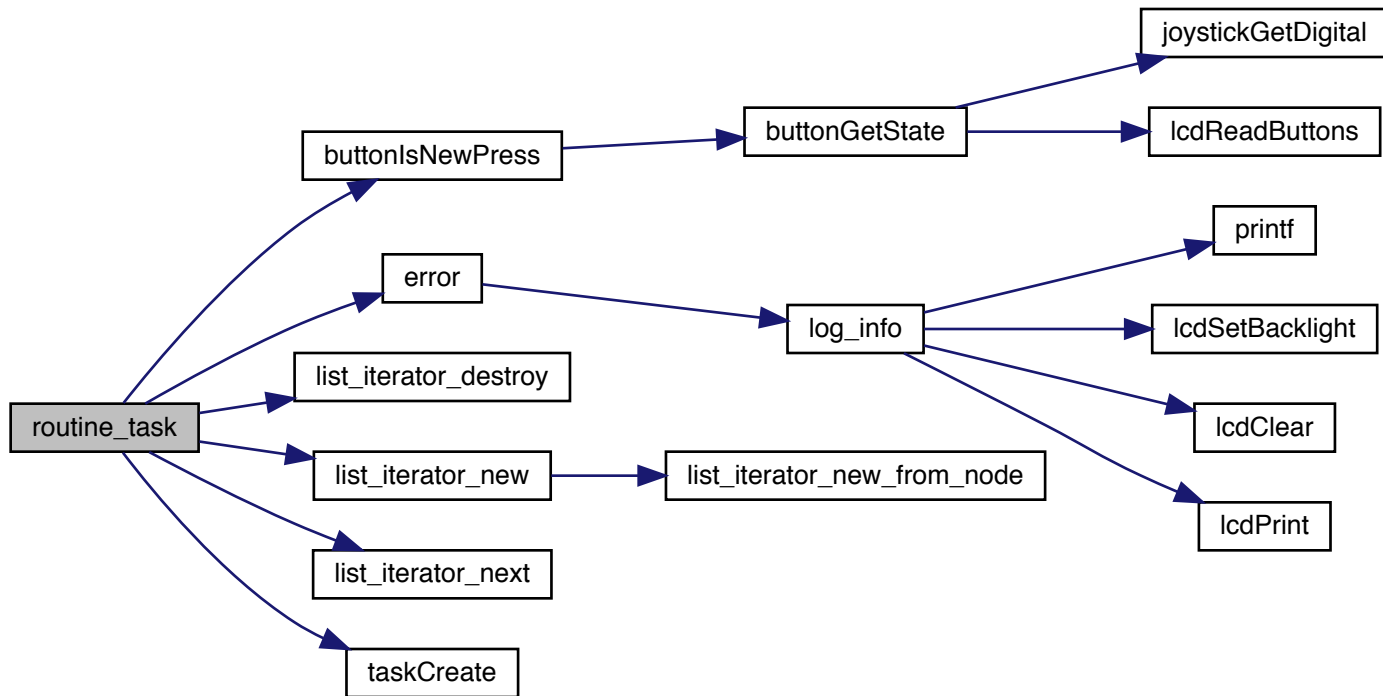 routine_task
buttonIsNewPress
buttonGetState
joystickGetDigital
lcdReadButtons
error
log_info
printf
lcdSetBacklight
lcdClear
lcdPrint
list_iterator_destroy
list_iterator_new
list_iterator_new_from_node
list_iterator_next
taskCreate